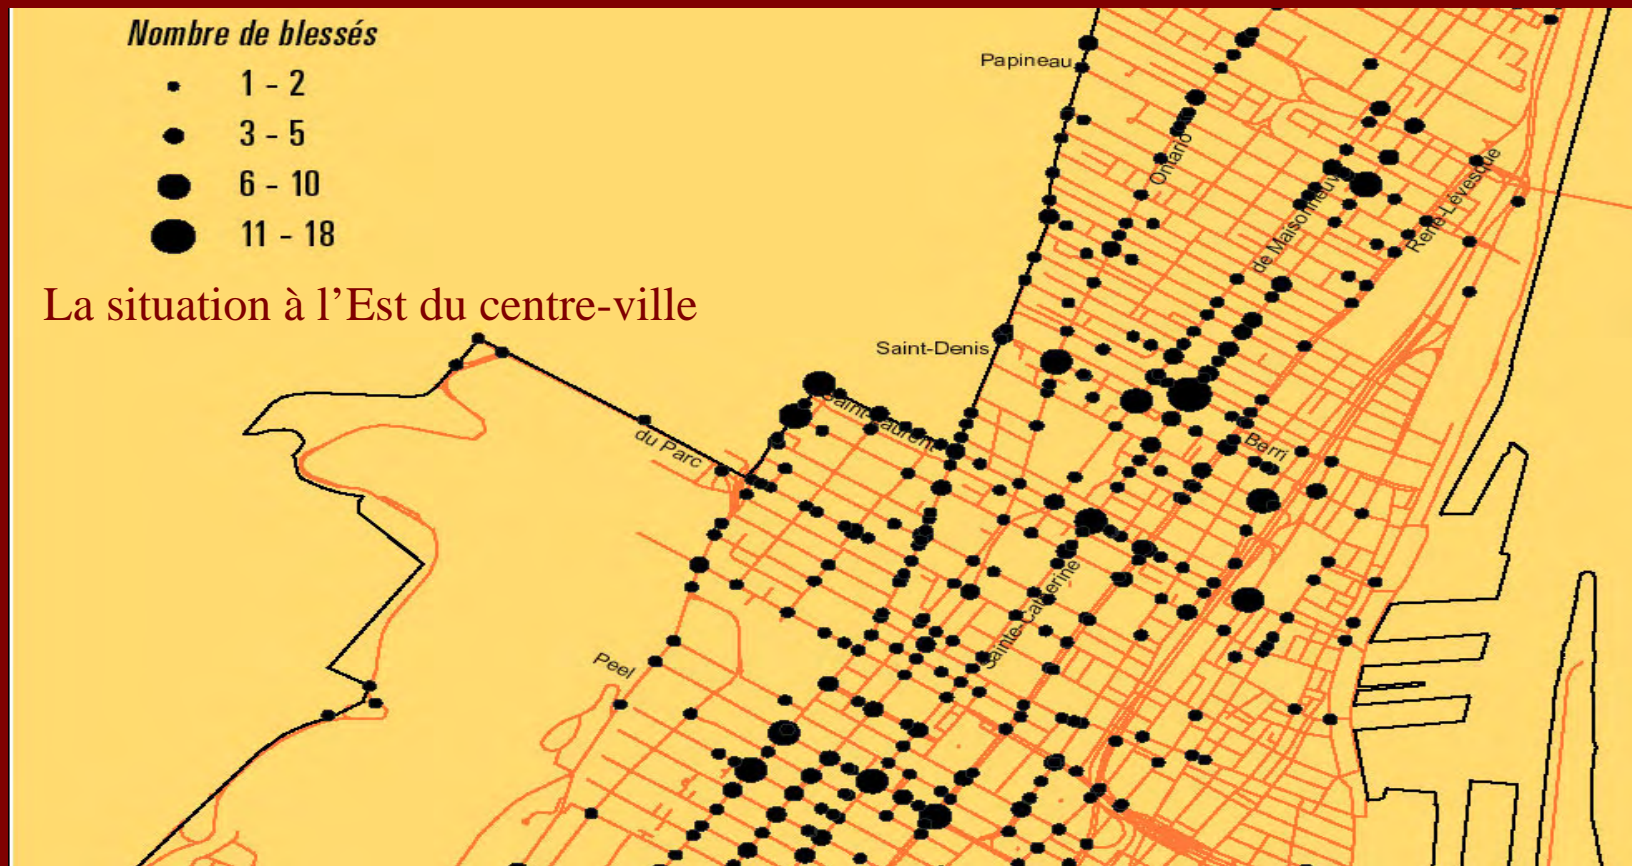 Nombre de blessés
1 - 2
3 - 5
6 - 10
11 - 18
La situation à l'Est du centre-ville
Papineau
Ontario
de Maisonneuve
René-Lévesque
Saint-Denis
Saint-Laurent
du Parc
Berri
Sainte-Catherine
Peel